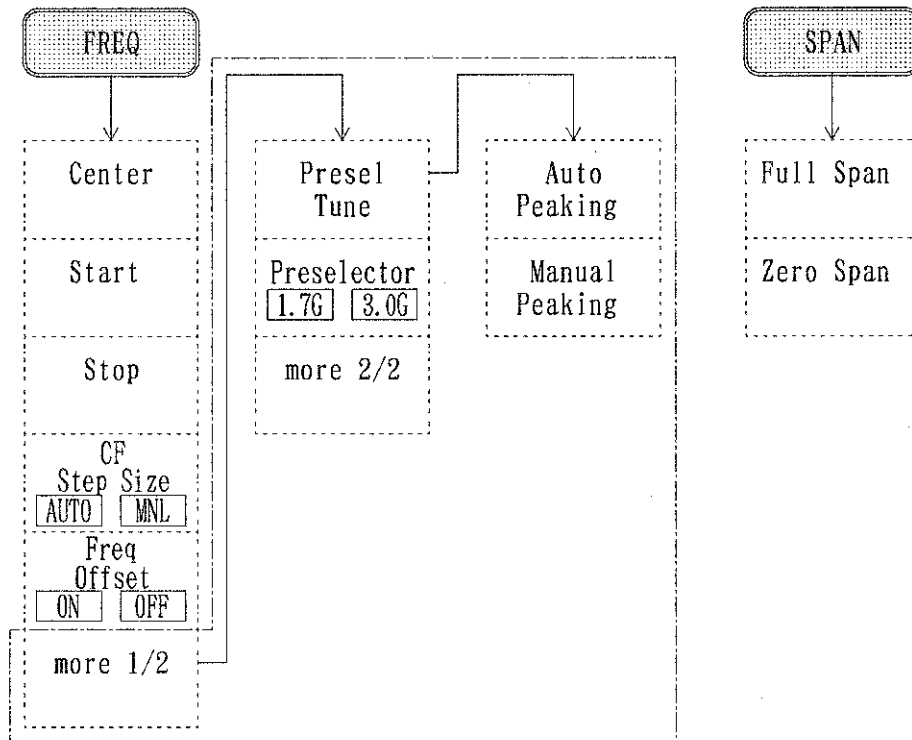 FREQ
Center
Start
Stop
CF
Step Size
AUTO MNL
Freq
Offset
ON OFF
more 1/2
Presel
Tune
Preselector
1.7G 3.0G
more 2/2
Auto
Peaking
Manual
Peaking
SPAN
Full Span
Zero Span